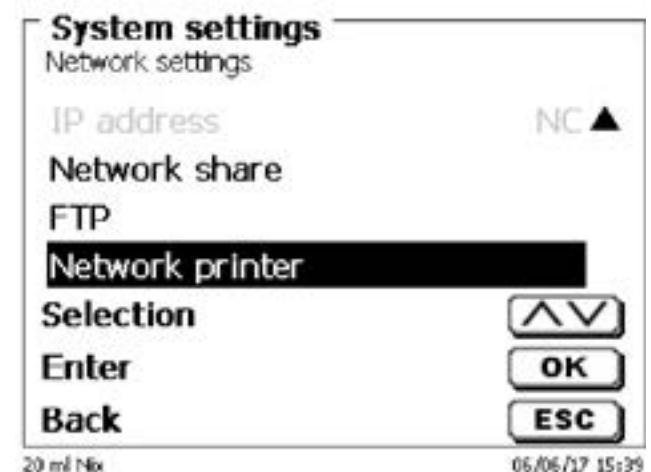 System settings
Network settings
IP address NC ▲
Network share
FTP
Network printer
Selection
Enter OK
Back ESC
20 ml Nix 06/06/17 15:39